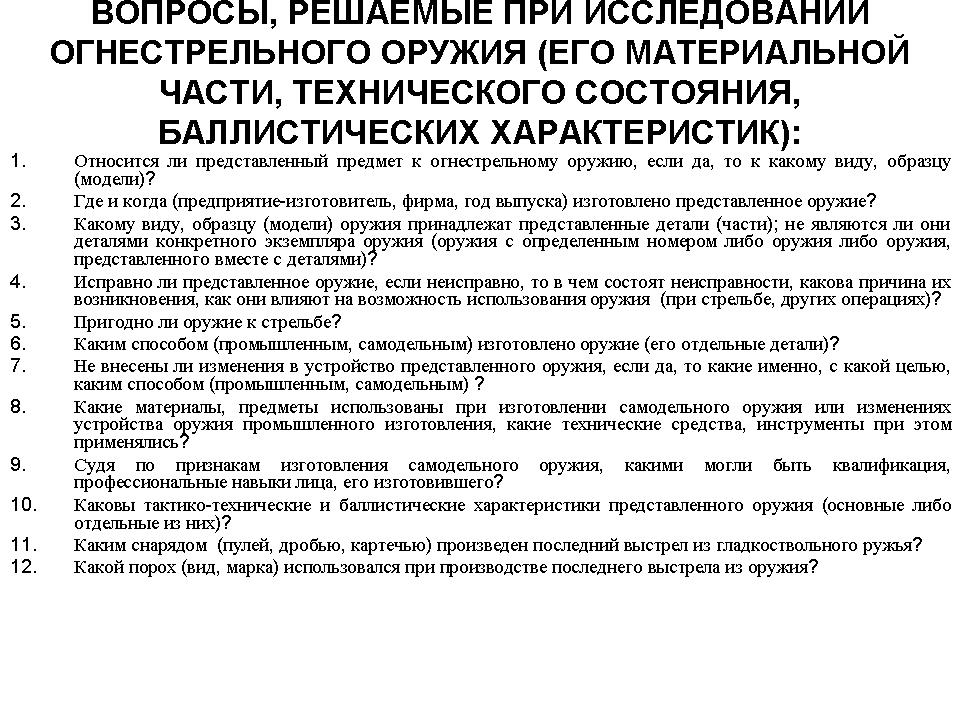 ВОПРОСЫ, РЕШАЕМЫЕ ПРИ ИССЛЕДОВАНИИ
ОГНЕСТРЕЛЬНОГО ОРУЖИЯ (ЕГО МАТЕРИАЛЬНОЙ
ЧАСТИ, ТЕХНИЧЕСКОГО СОСТОЯНИЯ,
БАЛЛИСТИЧЕСКИХ ХАРАКТЕРИСТИК):
1. Относится ли представленный предмет к огнестрельному оружию, если да, то к какому виду, образцу
(модели)?
2. Где и когда (предприятие-изготовитель, фирма, год выпуска) изготовлено представленное оружие?
3. Какому виду, образцу (модели) оружия принадлежат представленные детали (части); не являются ли они
деталями конкретного экземпляра оружия (оружия с определенным номером либо оружия либо оружия,
представленного вместе с деталями)?
4. Исправно ли представленное оружие, если неисправно, то в чем состоят неисправности, какова причина их
возникновения, как они влияют на возможность использования оружия (при стрельбе, других операциях)?
5. Пригодно ли оружие к стрельбе?
6. Каким способом (промышленным, самодельным) изготовлено оружие (его отдельные детали)?
7. Не внесены ли изменения в устройство представленного оружия, если да, то какие именно, с какой целью,
каким способом (промышленным, самодельным) ?
8. Какие материалы, предметы использованы при изготовлении самодельного оружия или изменениях
устройства оружия промышленного изготовления, какие технические средства, инструменты при этом
применялись?
9. Судя по признакам изготовления самодельного оружия, какими могли быть квалификация,
профессиональные навыки лица, его изготовившего?
10. Каковы тактико-технические и баллистические характеристики представленного оружия (основные либо
отдельные из них)?
11. Каким снарядом (пулей, дробью, картечью) произведен последний выстрел из гладкоствольного ружья?
12. Какой порох (вид, марка) использовался при производстве последнего выстрела из оружия?